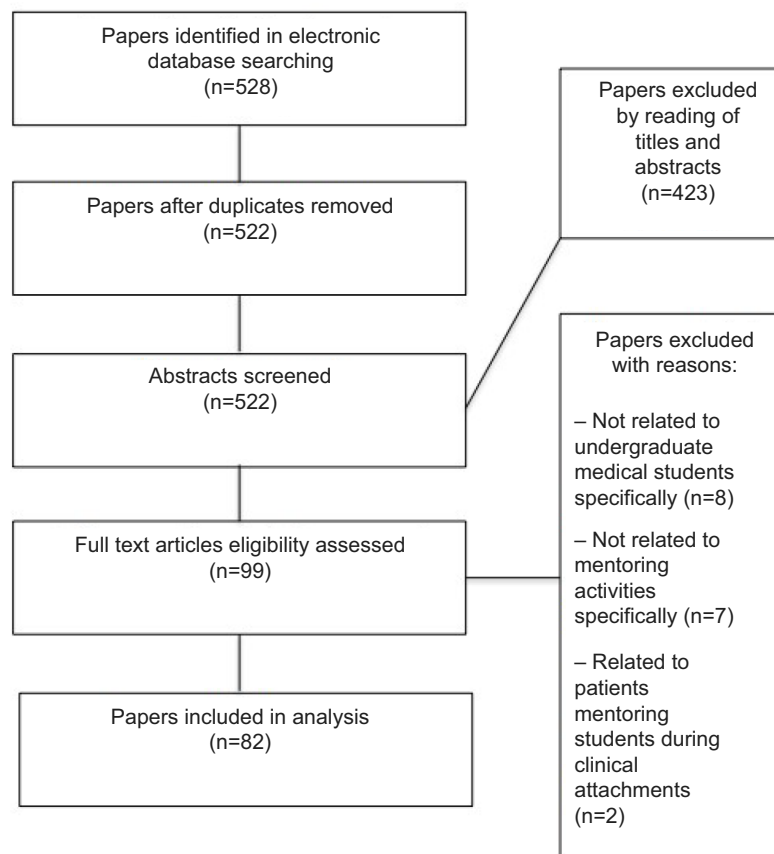 Papers identified in electronic
database searching
(n=528)
Papers after duplicates removed
(n=522)
Abstracts screened
(n=522)
Full text articles eligibility assessed
(n=99)
Papers included in analysis
(n=82)
Papers excluded
by reading of
titles and
abstracts
(n=423)
Papers excluded
with reasons:
– Not related to
undergraduate
medical students
specifically (n=8)
– Not related to
mentoring
activities
specifically (n=7)
– Related to
patients
mentoring
students during
clinical
attachments
(n=2)